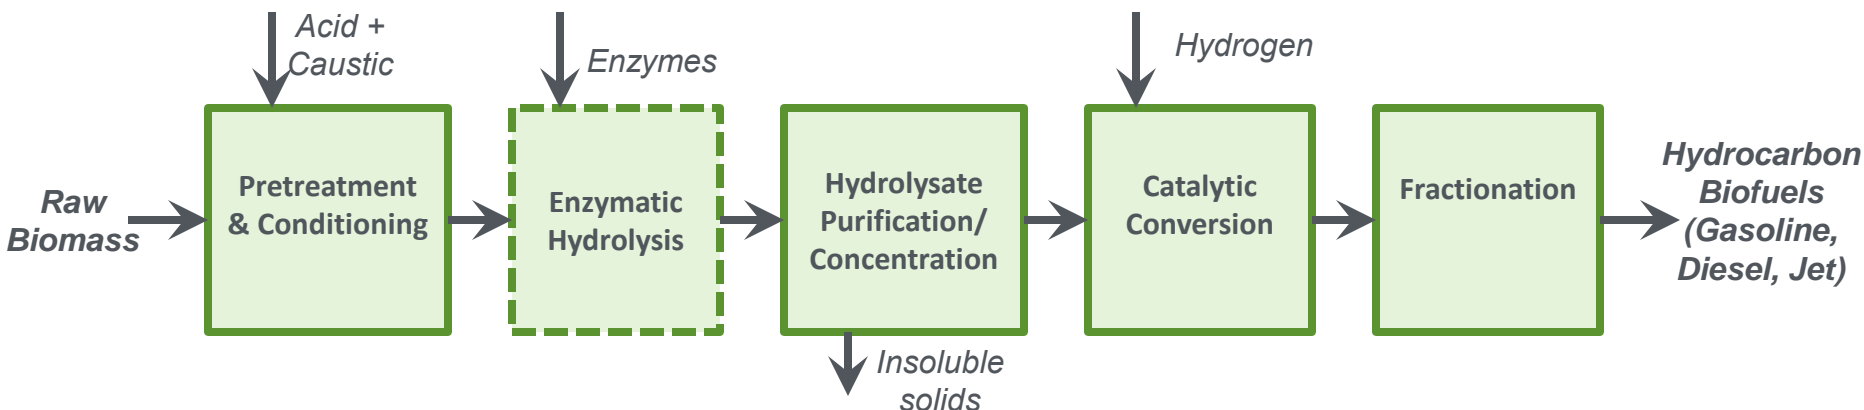 Acid +
Caustic
Enzymes
Hydrogen
Raw
Biomass
Pretreatment
& Conditioning
Enzymatic
Hydrolysis
Hydrolysate
Purification/
Concentration
Catalytic
Conversion
Fractionation
Hydrocarbon
Biofuels
(Gasoline,
Diesel, Jet)
Insoluble
solids